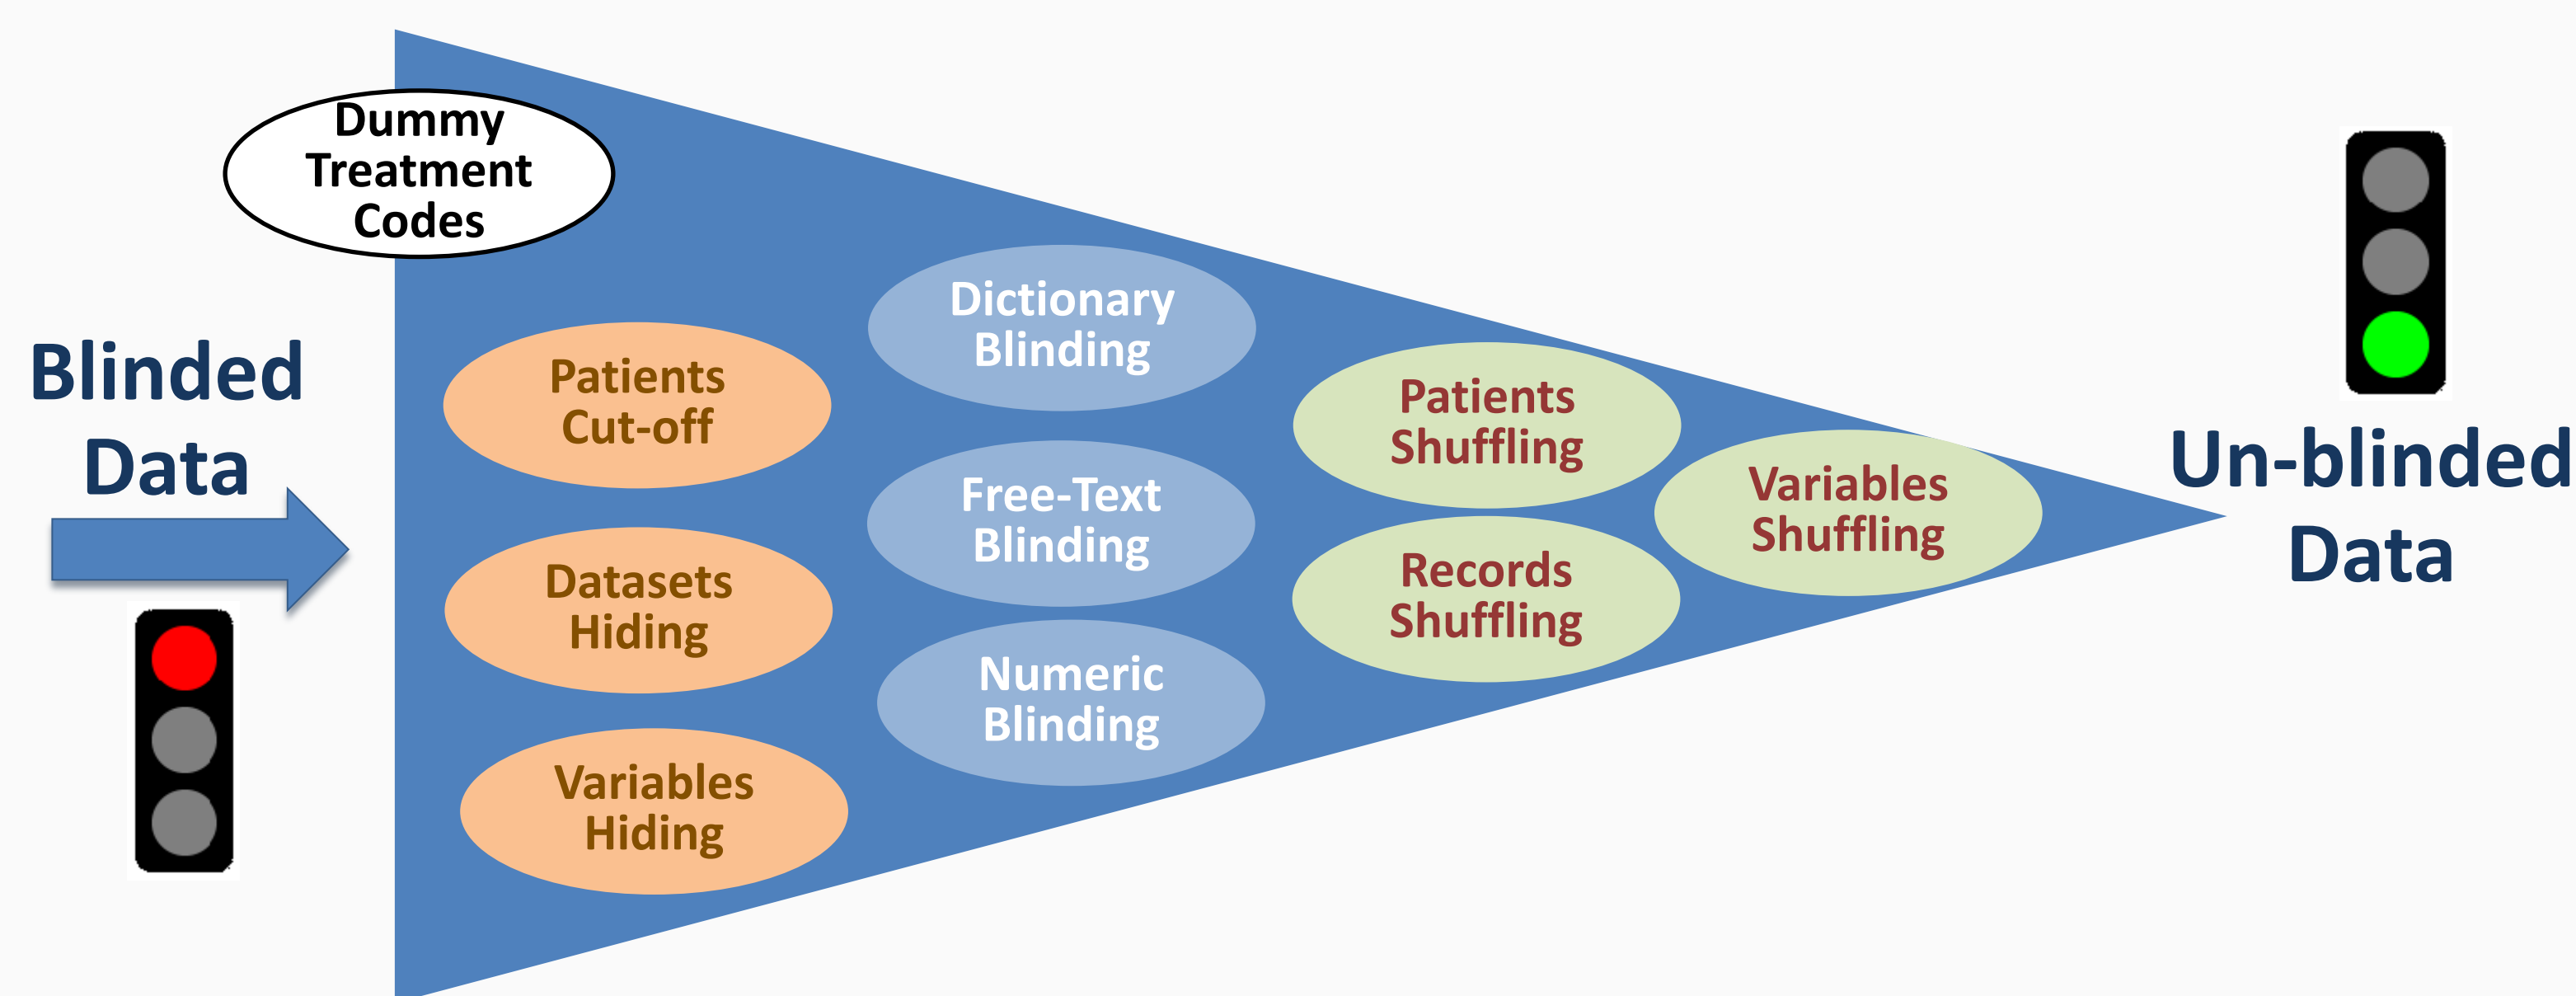 Dummy
Treatment
Codes
Blinded
Data
Patients
Cut-off
Datasets
Hiding
Variables
Hiding
Dictionary
Blinding
Free-Text
Blinding
Numeric
Blinding
Patients
Shuffling
Records
Shuffling
Variables
Shuffling
Un-blinded
Data